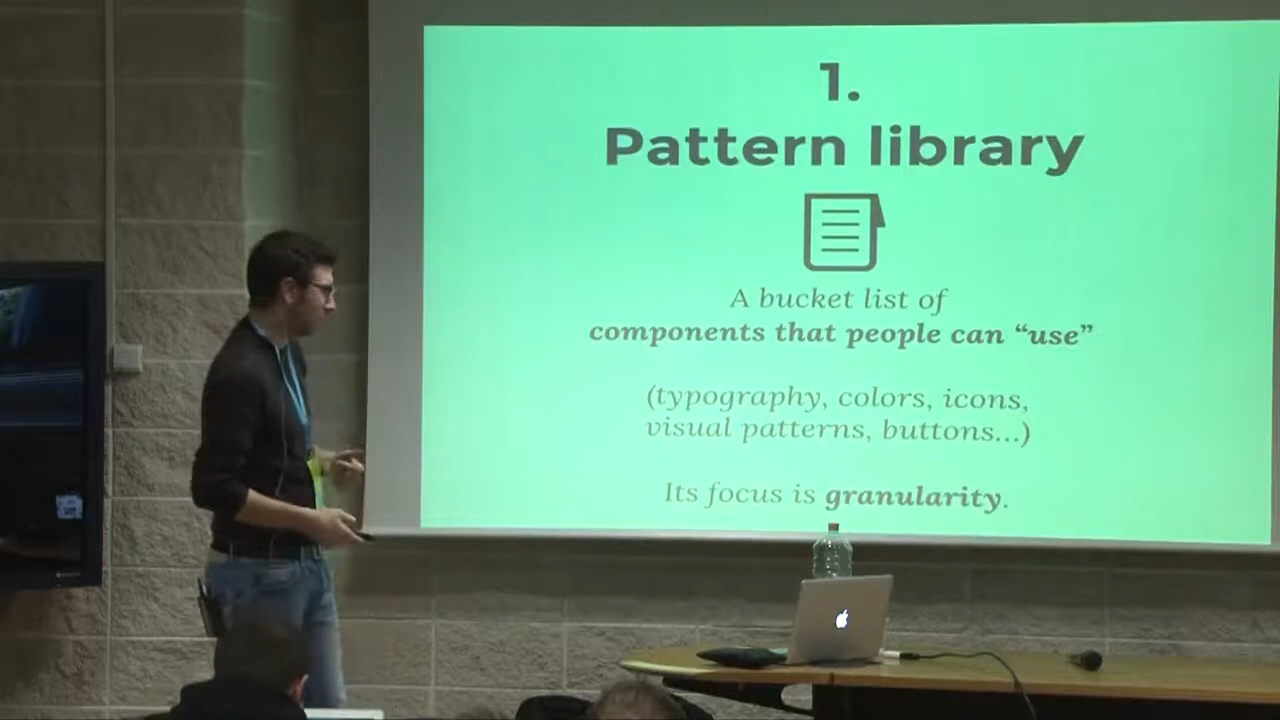 1.
Pattern library
A bucket list of
components that people can “use”
(typography, colors, icons,
visual patterns, buttons...)
Its focus is granularity.